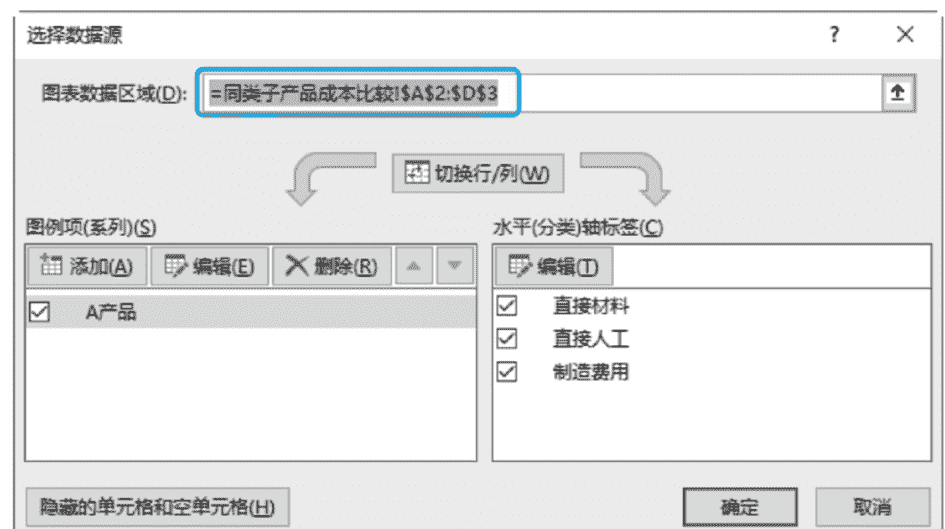 选择数据源 ?
图表数据区域(D): =同类子产品成本比较!$A$2:$D$3
切换行/列(W)
图例项(系列)(S)
添加(A) 编辑(E) 删除(R)
A产品
水平(分类)轴标签(C)
编辑(T)
直接材料
直接人工
制造费用
隐藏的单元格和空单元格(H) 确定 取消